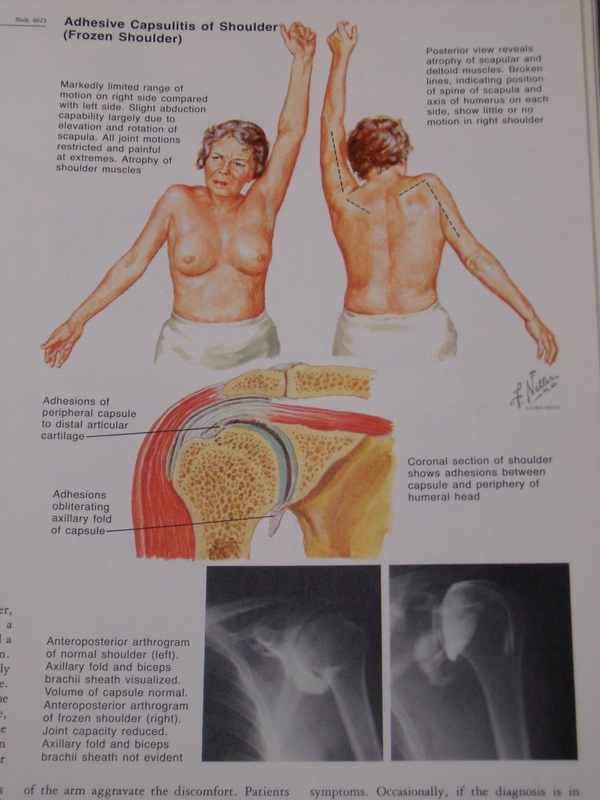 Slide 4623
Adhesive Capsulitis of Shoulder
(Frozen Shoulder)
Markedly limited range of
motion on right side compared
with left side. Slight abduction
capability largely due to
elevation and rotation of
scapula. All joint motions
restricted and painful
at extremes. Atrophy of
shoulder muscles
Posterior view reveals
atrophy of scapular and
deltoid muscles. Broken
lines, indicating position
of spine of scapula and
axis of humerus on each
side, show little or no
motion in right shoulder
F. Netter
M.D.
Adhesions of
peripheral capsule
to distal articular
cartilage
Adhesions
obliterating
axillary fold
of capsule
Coronal section of shoulder
shows adhesions between
capsule and periphery of
humeral head
Anteroposterior arthrogram
of normal shoulder (left).
Axillary fold and biceps
brachii sheath visualized.
Volume of capsule normal.
Anteroposterior arthrogram
of frozen shoulder (right).
Joint capacity reduced.
Axillary fold and biceps
brachii sheath not evident
of the arm aggravate the discomfort. Patients
symptoms. Occasionally, if the diagnosis is in